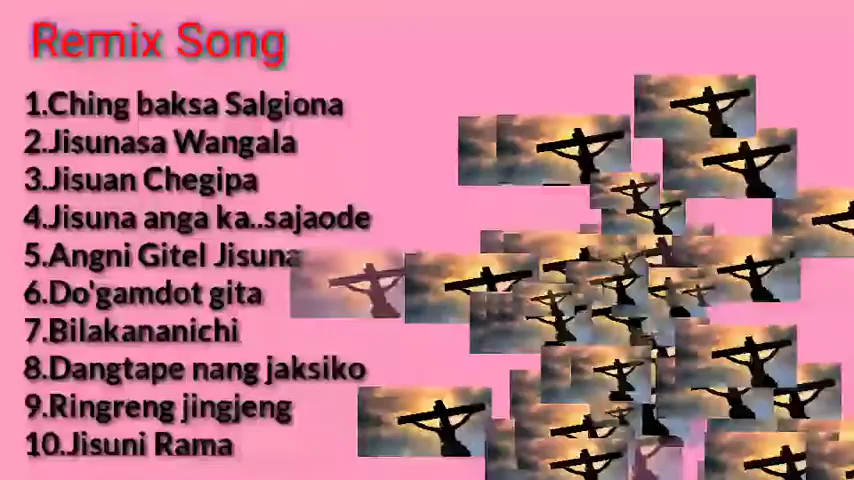 Remix Song
1.Ching baksa Salgiona
2.Jisunasa Wangala
3.Jisuan Chegipa
4.Jisuna anga ka..sajaode
5.Angni Gitel Jisuna
6.Do'gamdot gita
7.Bilakananichi
8.Dangtape nang jaksiko
9.Ringreng jingjeng
10.Jisuni Rama